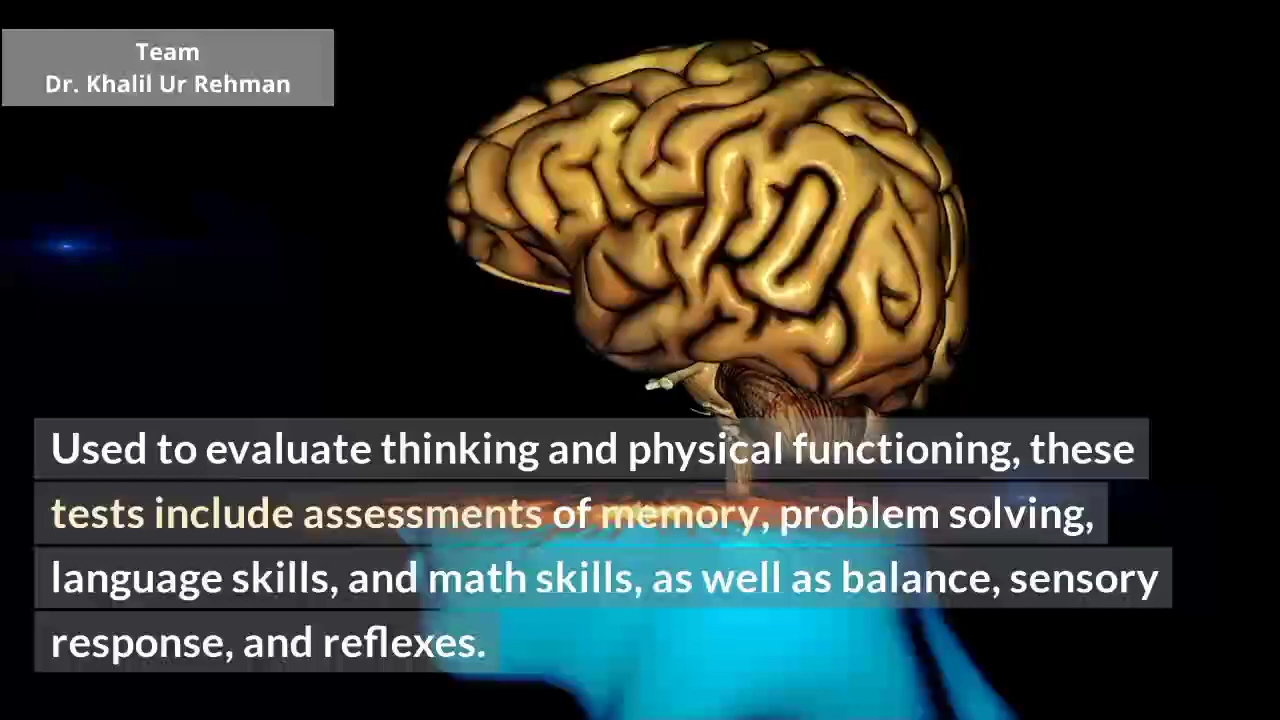 Team
Dr. Khalil Ur Rehman
Used to evaluate thinking and physical functioning, these
tests include assessments of memory, problem solving,
language skills, and math skills, as well as balance, sensory
response, and reflexes.